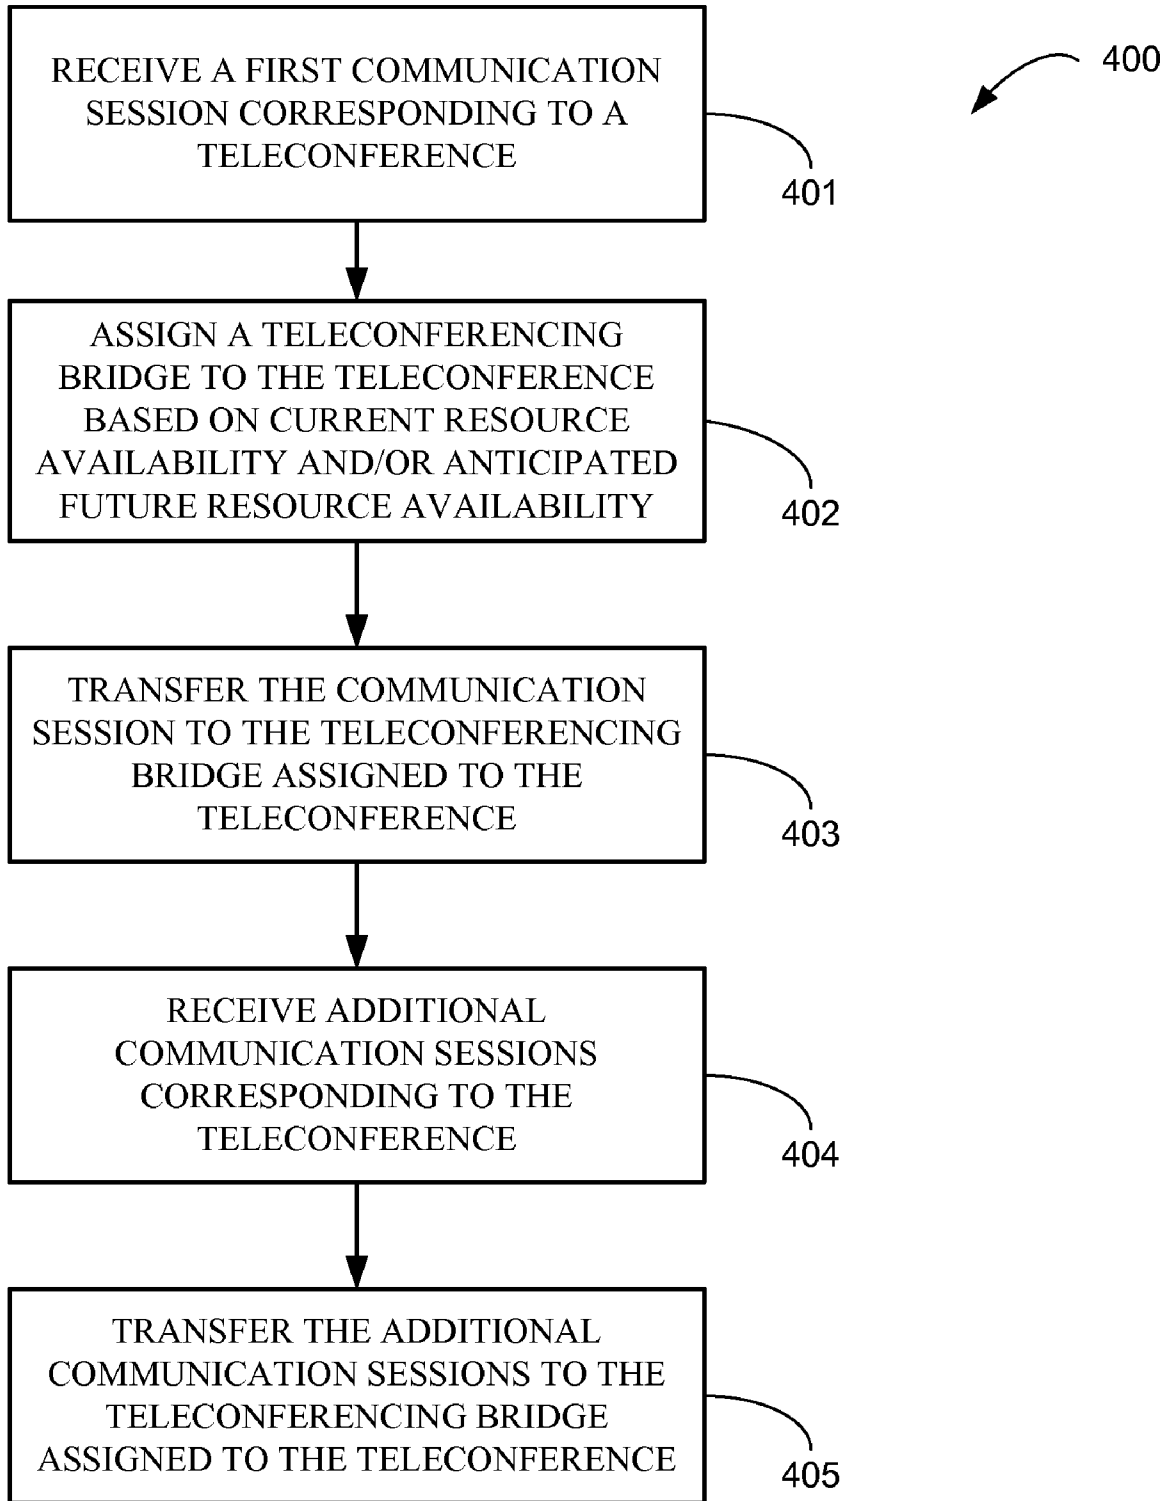 RECEIVE A FIRST COMMUNICATION
SESSION CORRESPONDING TO A
TELECONFERENCE
400
401
ASSIGN A TELECONFERENCING
BRIDGE TO THE TELECONFERENCE
BASED ON CURRENT RESOURCE
AVAILABILITY AND/OR ANTICIPATED
FUTURE RESOURCE AVAILABILITY
402
TRANSFER THE COMMUNICATION
SESSION TO THE TELECONFERENCING
BRIDGE ASSIGNED TO THE
TELECONFERENCE
403
RECEIVE ADDITIONAL
COMMUNICATION SESSIONS
CORRESPONDING TO THE
TELECONFERENCE
404
TRANSFER THE ADDITIONAL
COMMUNICATION SESSIONS TO THE
TELECONFERENCING BRIDGE
ASSIGNED TO THE TELECONFERENCE
405